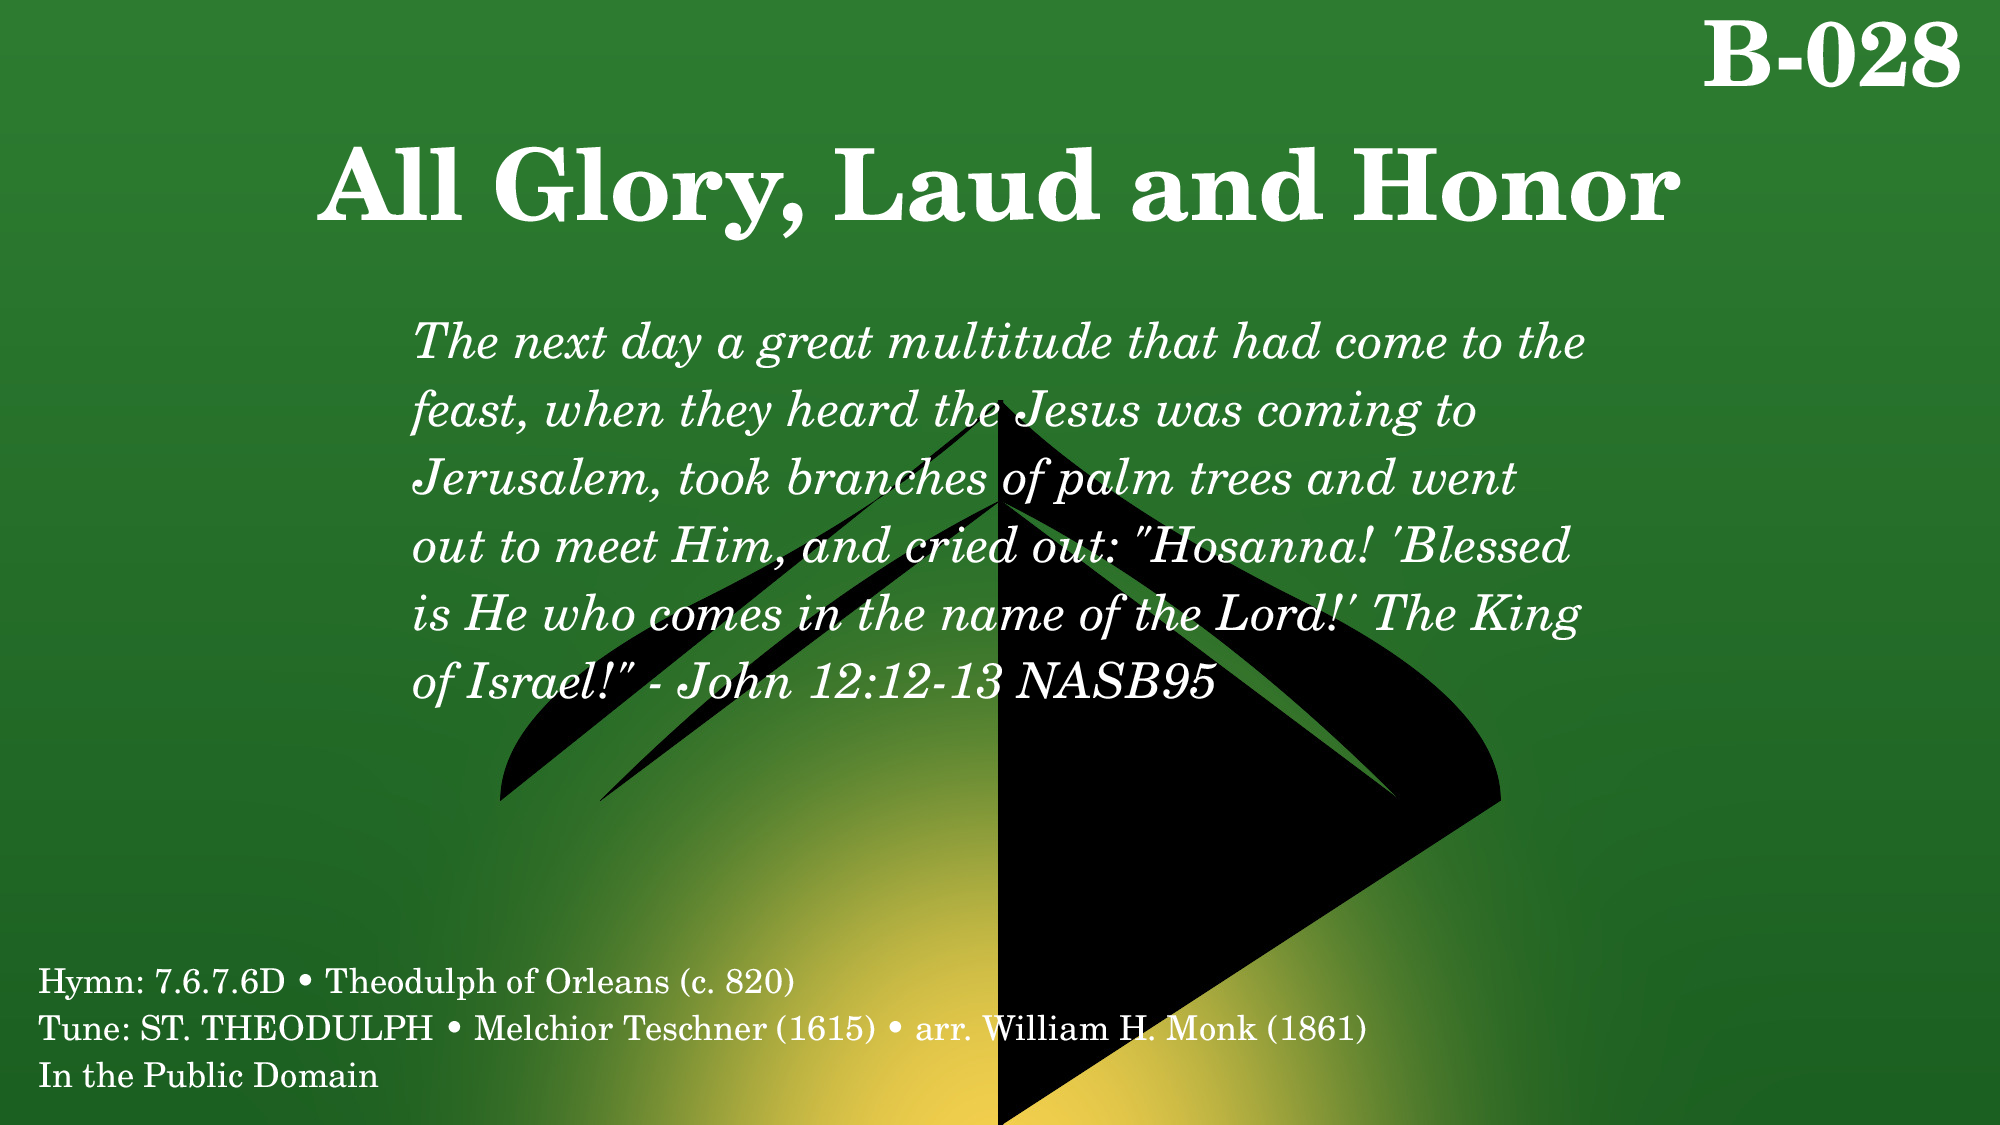 B-028
All Glory, Laud and Honor
The next day a great multitude that had come to the
feast, when they heard the Jesus was coming to
Jerusalem, took branches of palm trees and went
out to meet Him, and cried out: "Hosanna! 'Blessed
is He who comes in the name of the Lord!' The King
of Israel!" - John 12:12-13 NASB95
Hymn: 7.6.7.6D • Theodulph of Orleans (c. 820)
Tune: ST. THEODULPH • Melchior Teschner (1615) • arr. William H. Monk (1861)
In the Public Domain